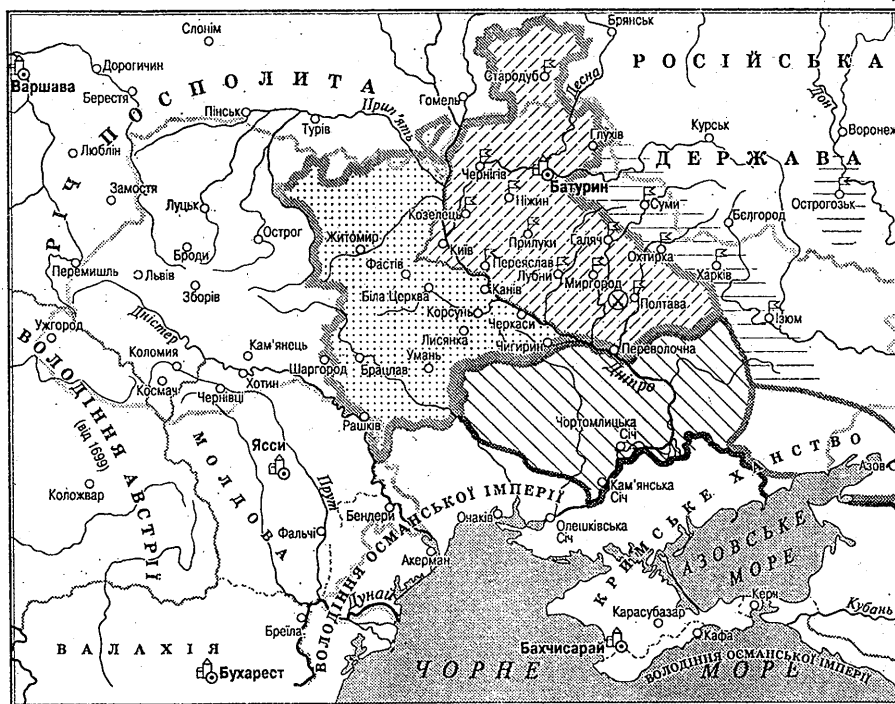 Слонім
Брянськ
РОСІЙСЬКА
Дорогичин
Варшава
Стародуб
Десна
Дон
Берестя
РІЧ ПОСПОЛИТА
Пінськ
Прип'ять
Гомель
Турів
Глухів
Курськ
Воронеж
Люблін
ДЕРЖАВА
Чернігів
Батурин
Замостя
Ніжин
Суми
Острогозьк
Луцьк
Козелець
Бєлгород
Острог
Житомир
Київ
Прилуки
Гадяч
Броди
Охтирка
Перемишль
Львів
Фастів
Персяслав
Лубни
Миргород
Харків
Зборів
Біла Церква
Канів
Полтава
Дністер
Корсунь
Черкаси
Ізюм
Ужгород
Лисянка
Кам'янець
Коломия
Шаргород
Умань
Чигирин
Переволочна
Брацлав
Дніпро
Космач
Хотин
Чернівці
ВОЛОДІННЯ АВСТРІЇ
(від 1699)
Рашків
Чортомлицька
Січ
МОЛДОВА
Ясси
Азов
Кам'янська
Січ
КРИМСЬКЕ ХАНСТВО
Коложвар
Прут
Бендери
Онаків
Олешківська
Січ
ВОЛОДІННЯ ОСМАНСЬКОЇ ІМПЕРІЇ
Фальчі
Акерман
АЗОВСЬКЕ
МОРЕ
Дунай
Керч
Кубань
Карасубазар
Бреїла
Кафа
ВАЛАХІЯ
Бахчисарай
Бухарест
ЧОРНЕ МОРЕ
ВОЛОДІННЯ ОСМАНСЬКОЇ ІМПЕРІЇ